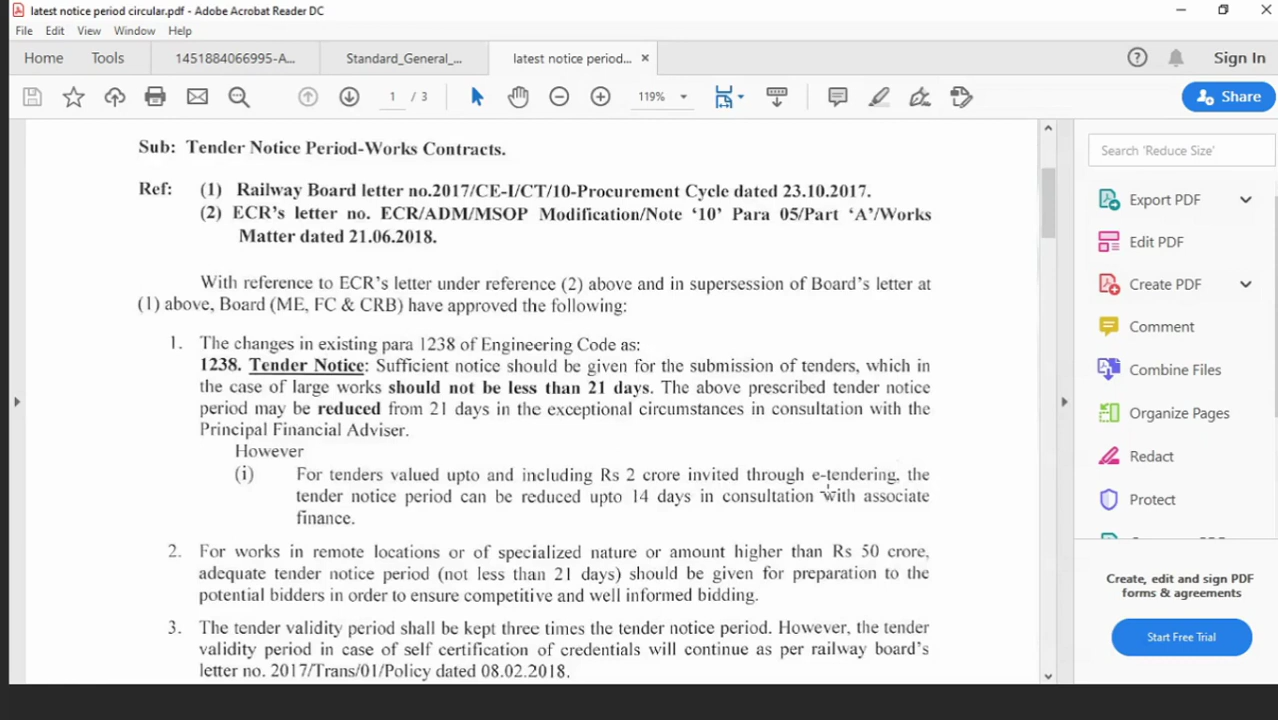 latest notice period circular.pdf - Adobe Acrobat Reader DC
File Edit View Window Help
Home Tools 1451884066995-A... Standard_General_... latest notice period... × Sign In
1 / 3 119% Share
Sub: Tender Notice Period-Works Contracts.
Ref: (1) Railway Board letter no.2017/CE-I/CT/10-Procurement Cycle dated 23.10.2017.
(2) ECR's letter no. ECR/ADM/MSOP Modification/Note '10' Para 05/Part 'A'/Works
Matter dated 21.06.2018.
With reference to ECR's letter under reference (2) above and in supersession of Board's letter at
(1) above, Board (ME, FC & CRB) have approved the following:
1. The changes in existing para 1238 of Engineering Code as:
1238. Tender Notice: Sufficient notice should be given for the submission of tenders, which in
the case of large works should not be less than 21 days. The above prescribed tender notice
period may be reduced from 21 days in the exceptional circumstances in consultation with the
Principal Financial Adviser.
However
(i) For tenders valued upto and including Rs 2 crore invited through e-tendering, the
tender notice period can be reduced upto 14 days in consultation with associate
finance.
2. For works in remote locations or of specialized nature or amount higher than Rs 50 crore,
adequate tender notice period (not less than 21 days) should be given for preparation to the
potential bidders in order to ensure competitive and well informed bidding.
3. The tender validity period shall be kept three times the tender notice period. However, the tender
validity period in case of self certification of credentials will continue as per railway board's
letter no. 2017/Trans/01/Policy dated 08.02.2018.
Search 'Reduce Size'
Export PDF
Edit PDF
Create PDF
Comment
Combine Files
Organize Pages
Redact
Protect
Create, edit and sign PDF
forms & agreements
Start Free Trial